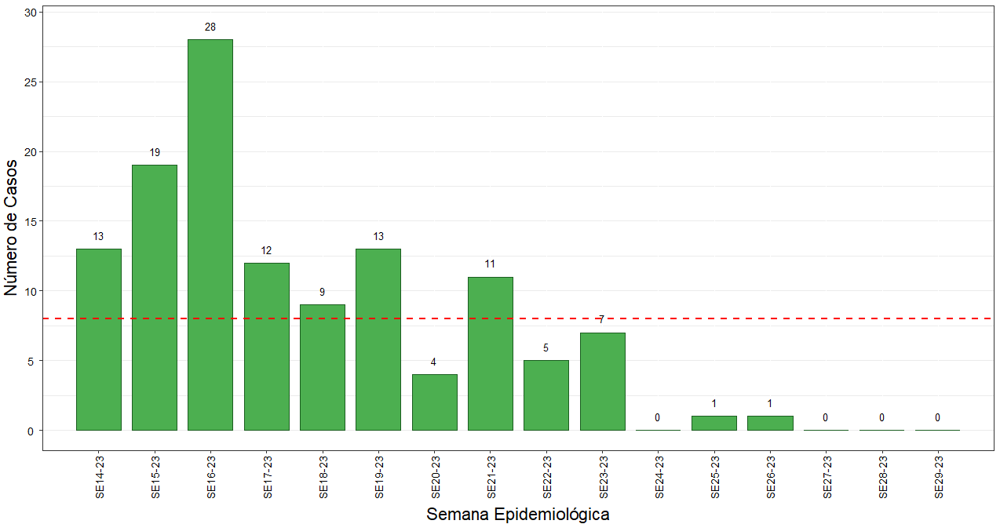 Número de Casos
30
25
20
15
10
5
0
13
19
28
12
9
13
4
11
5
7
0
1
1
0
0
0
SE14-23
SE15-23
SE16-23
SE17-23
SE18-23
SE19-23
SE20-23
SE21-23
SE22-23
SE23-23
SE24-23
SE25-23
SE26-23
SE27-23
SE28-23
SE29-23
Semana Epidemiológica